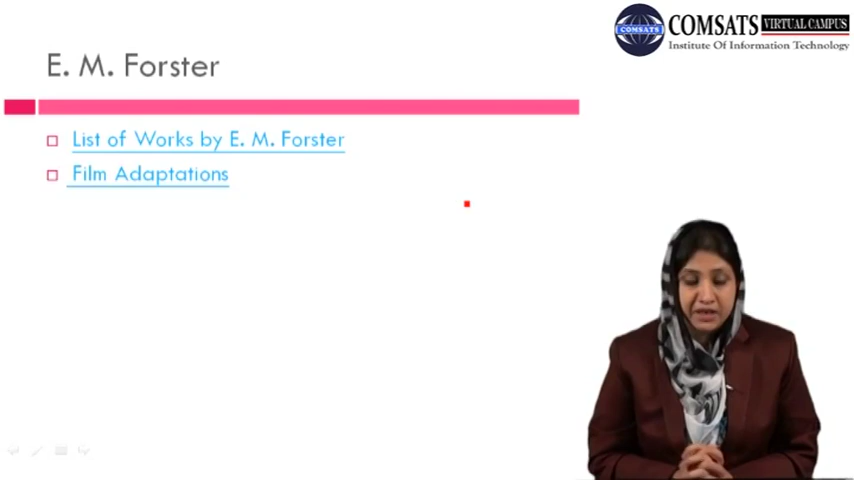 COMSATS VIRTUAL CAMPUS
COMSATS
Institute Of Information Technology
E. M. Forster
List of Works by E. M. Forster
Film Adaptations